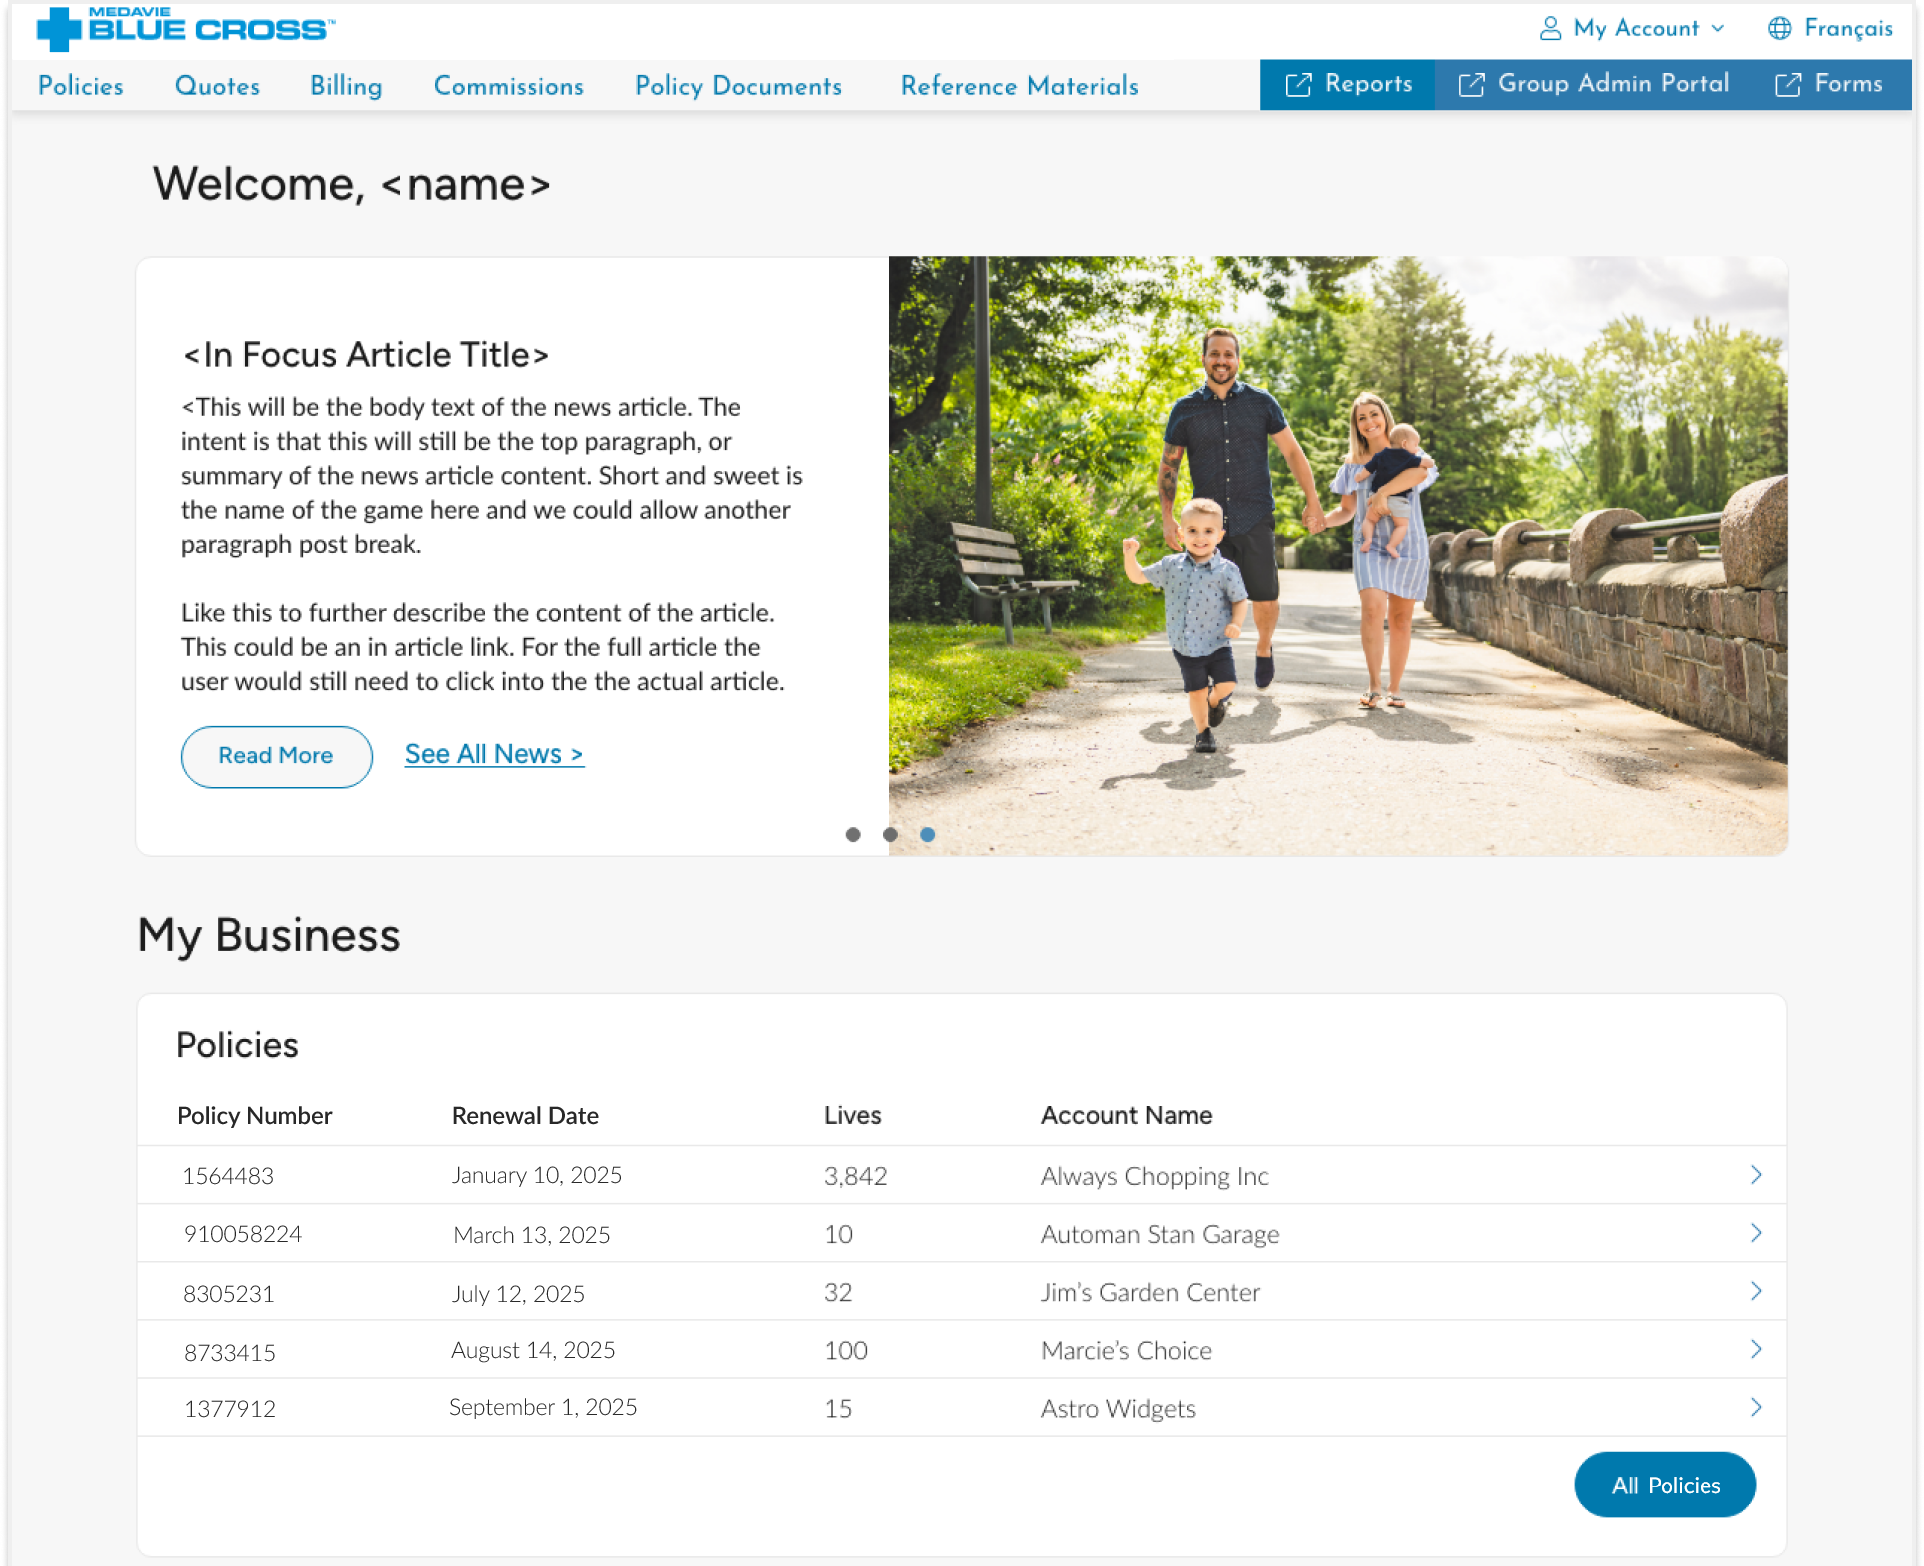 MEDAVIE
BLUE CROSS™
My Account
Français
Policies
Quotes
Billing
Commissions
Policy Documents
Reference Materials
Reports
Group Admin Portal
Forms
Welcome, <name>
<In Focus Article Title>
<This will be the body text of the news article. The
intent is that this will still be the top paragraph, or
summary of the news article content. Short and sweet is
the name of the game here and we could allow another
paragraph post break.
Like this to further describe the content of the article.
This could be an in article link. For the full article the
user would still need to click into the the actual article.
Read More
See All News >
My Business
Policies
Policy Number Renewal Date Lives Account Name
1564483 January 10, 2025 3,842 Always Chopping Inc
910058224 March 13, 2025 10 Automan Stan Garage
8305231 July 12, 2025 32 Jim's Garden Center
8733415 August 14, 2025 100 Marcie's Choice
1377912 September 1, 2025 15 Astro Widgets
All Policies